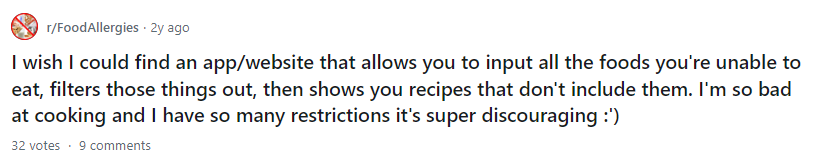 r/FoodAllergies · 2y ago
I wish I could find an app/website that allows you to input all the foods you're unable to
eat, filters those things out, then shows you recipes that don't include them. I'm so bad
at cooking and I have so many restrictions it's super discouraging :')
32 votes · 9 comments